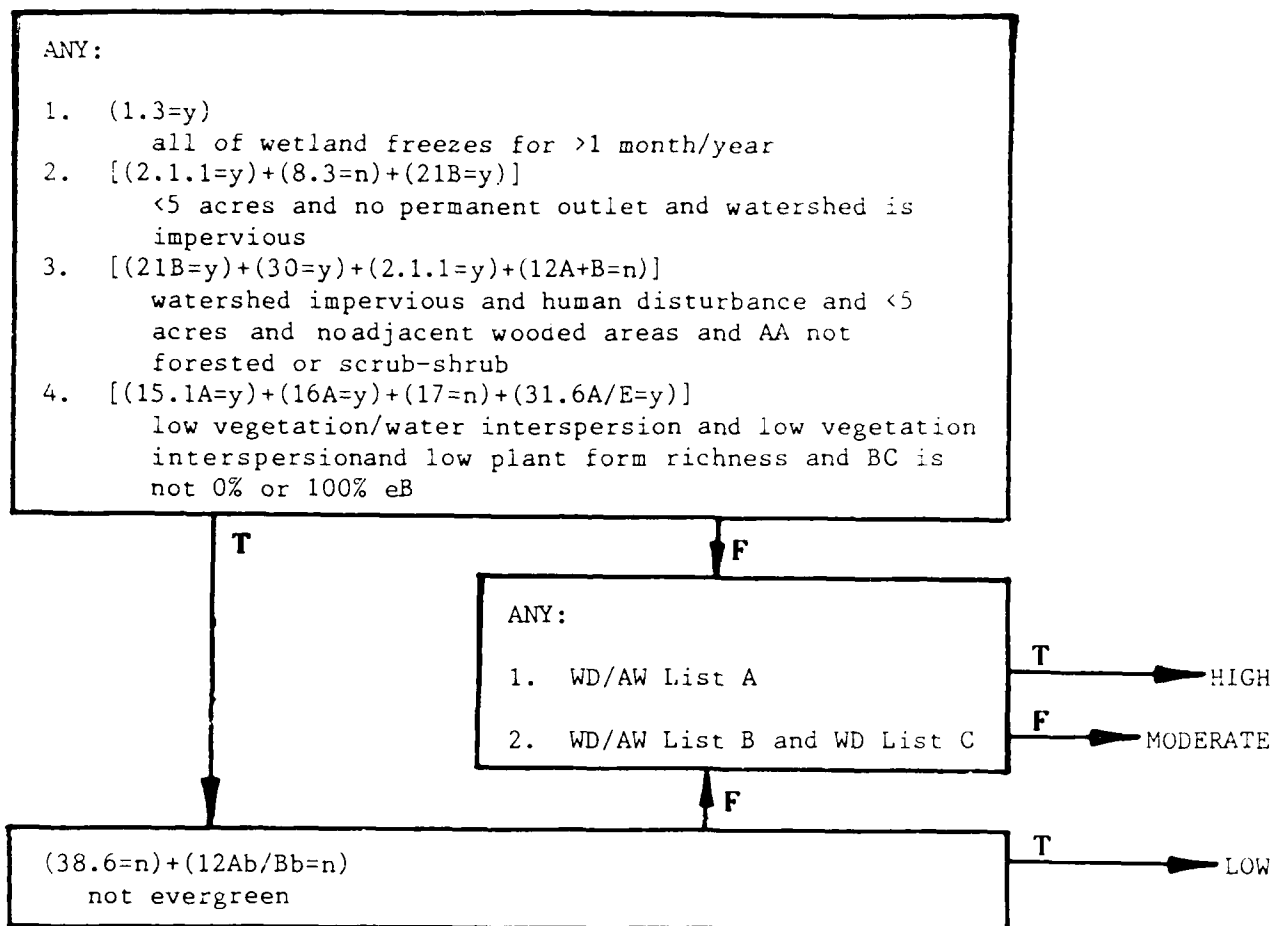 ANY:
1. (1.3=y)
all of wetland freezes for >1 month/year
2. [(2.1.1=y)+(8.3=n)+(21B=y)]
<5 acres and no permanent outlet and watershed is
impervious
3. [(21B=y)+(30=y)+(2.1.1=y)+(12A+B=n)]
watershed impervious and human disturbance and <5
acres and noadjacent wooded areas and AA not
forested or scrub-shrub
4. [(15.1A=y)+(16A=y)+(17=n)+(31.6A/E=y)]
low vegetation/water interspersion and low vegetation
interspersionand low plant form richness and BC is
not 0% or 100% eB
T
F
ANY:
1. WD/AW List A
2. WD/AW List B and WD List C
T
HIGH
F
MODERATE
F
(38.6=n)+(12Ab/Bb=n)
not evergreen
T
LOW